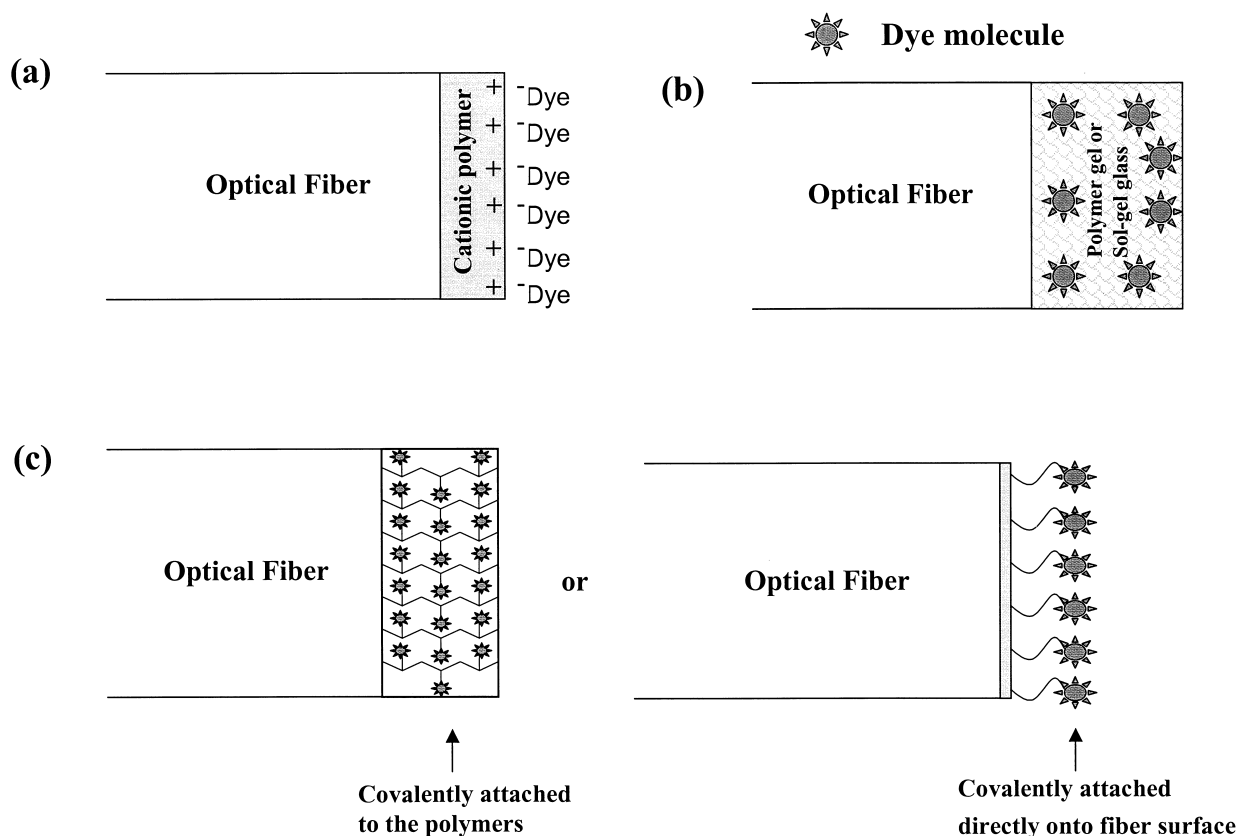 Dye molecule
(a)
Optical Fiber
Cationic polymer
+ -Dye
+ -Dye
+ -Dye
+ -Dye
+ -Dye
+ -Dye
(b)
Optical Fiber
Polymer gel or
Sol-gel glass
(c)
Optical Fiber
or
Optical Fiber
Covalently attached
to the polymers
Covalently attached
directly onto fiber surface